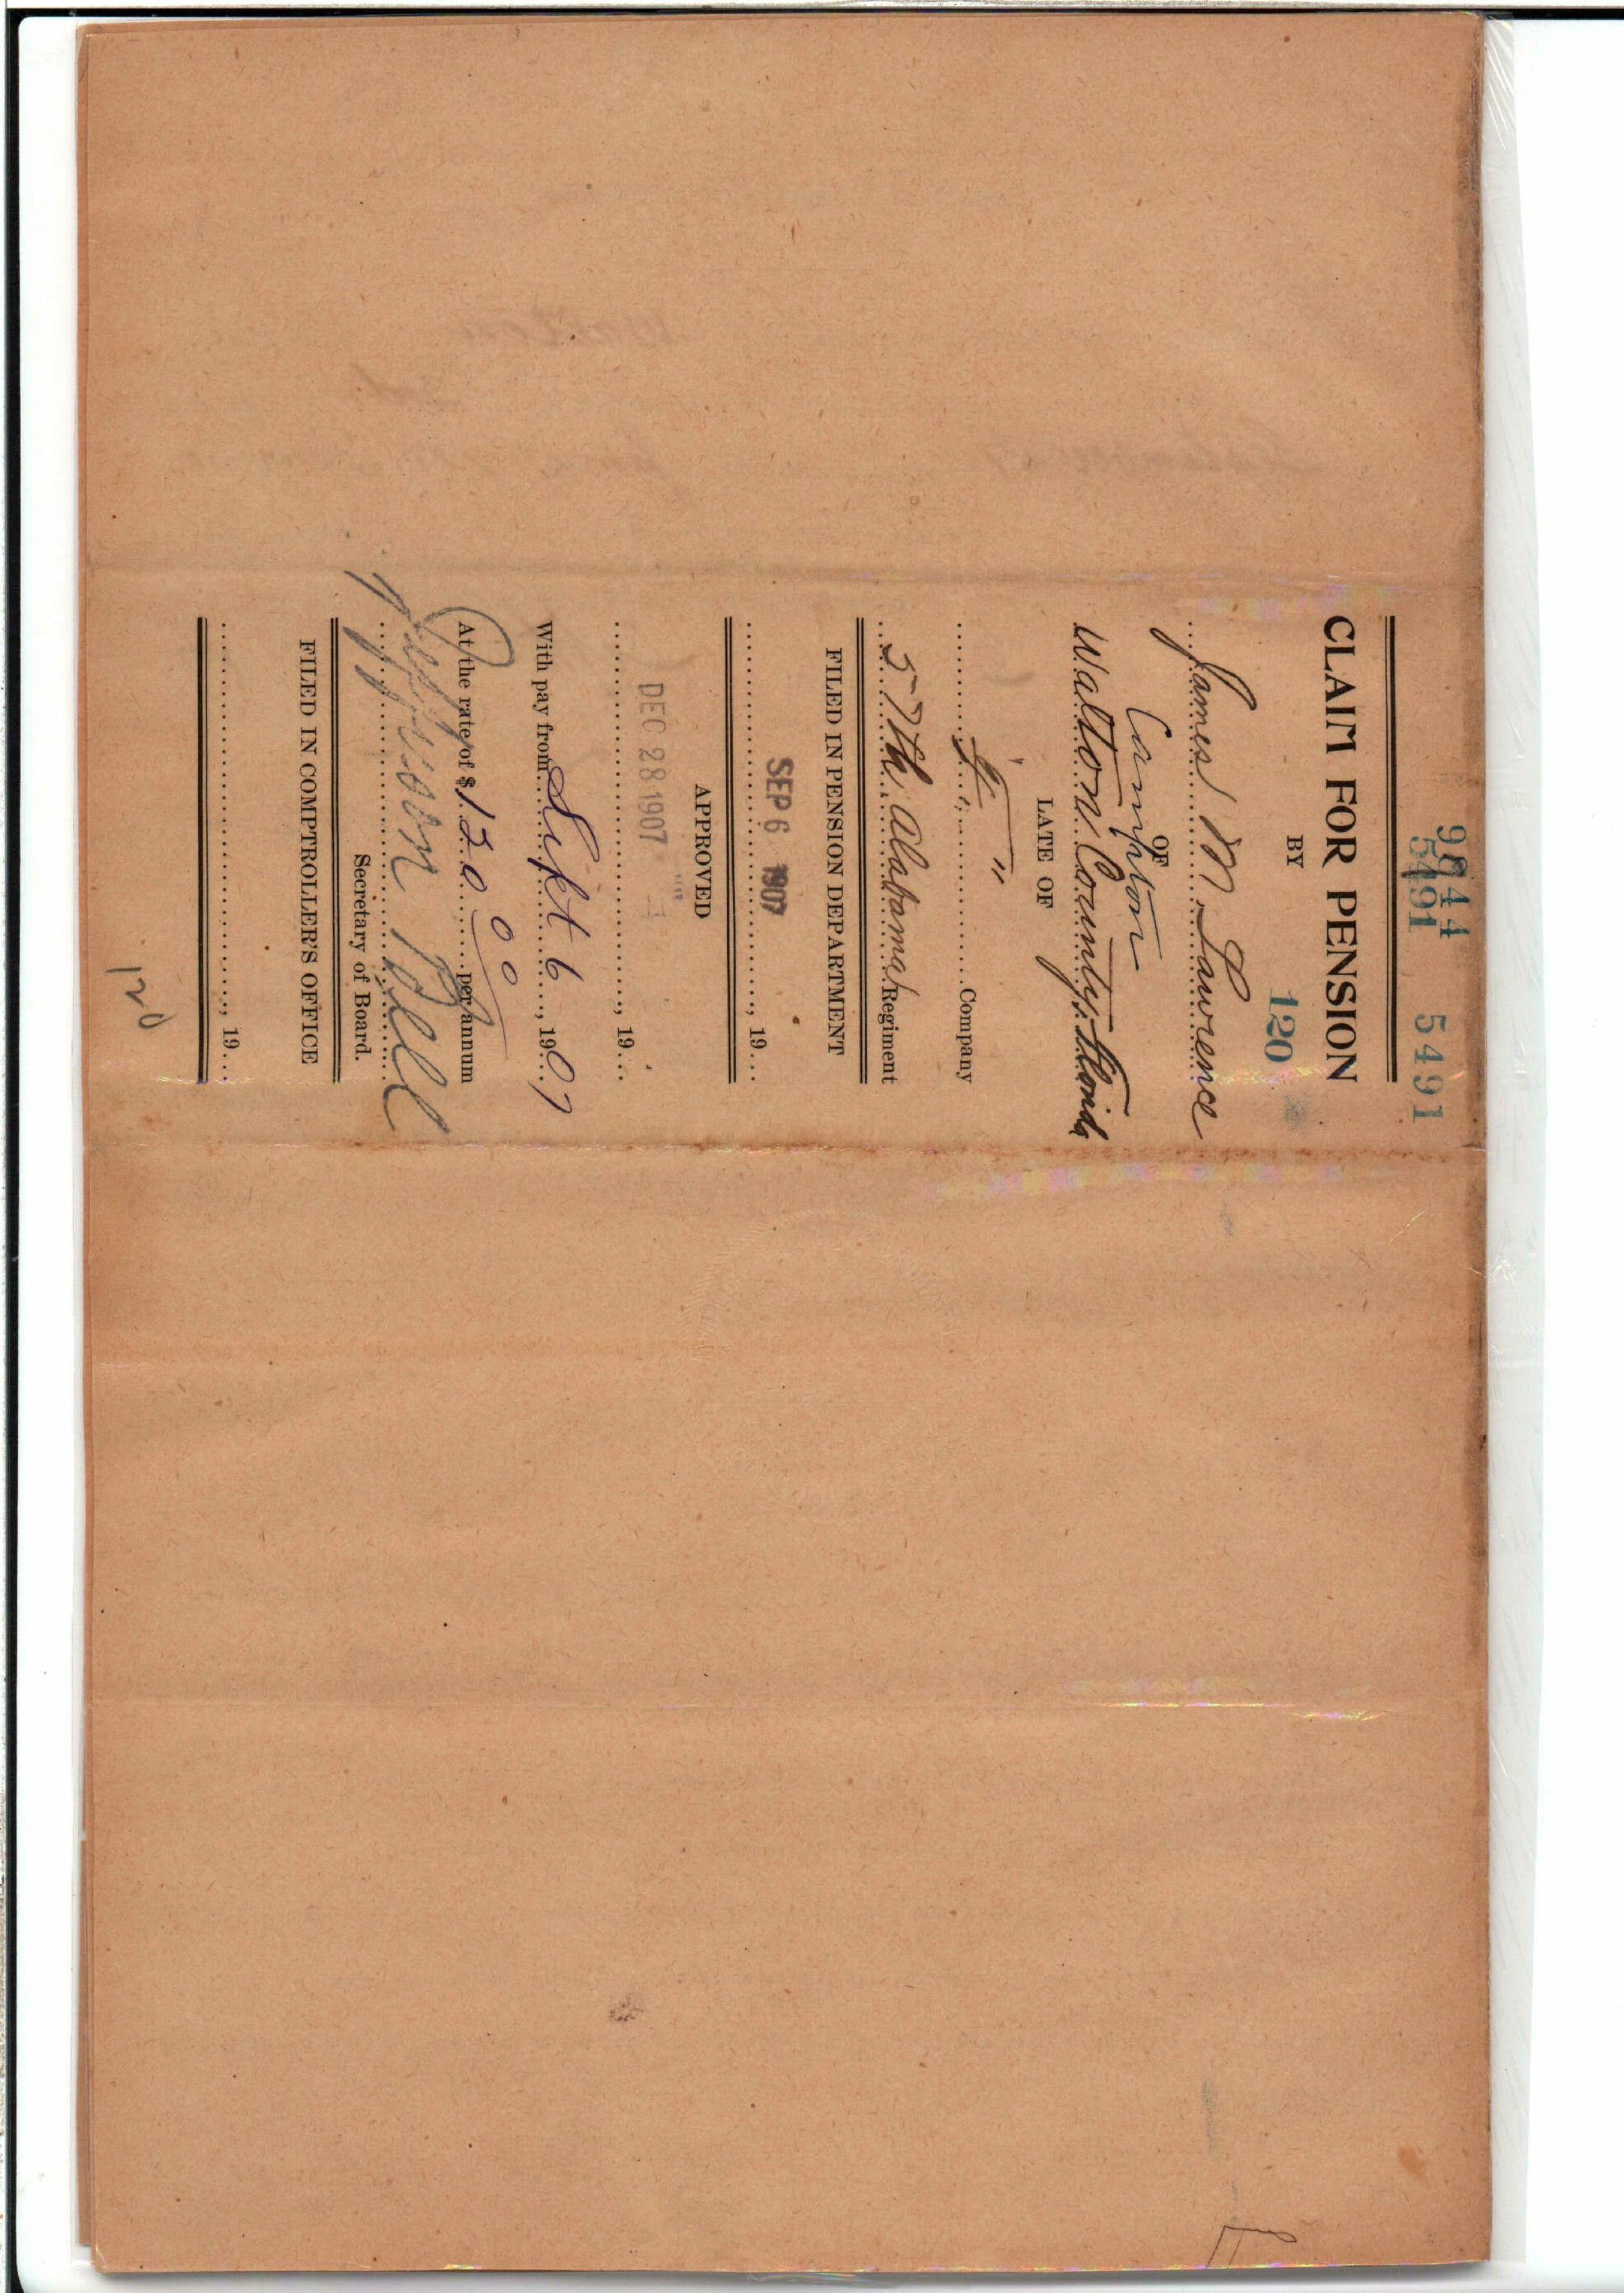 9844 5491
5491
CLAIM FOR PENSION
BY 120
James M Lawrence
OF
Campton
Walton County Florida
LATE OF
Company
57th Alabama Regiment
FILED IN PENSION DEPARTMENT
SEP 6 1907
, 19
APPROVED
DEC 28 1907
, 19
With pay from Sept 6, 1907
At the rate of $ 120 00 per annum
Jefferson Bell
Secretary of Board.
FILED IN COMPTROLLER'S OFFICE
, 19
120